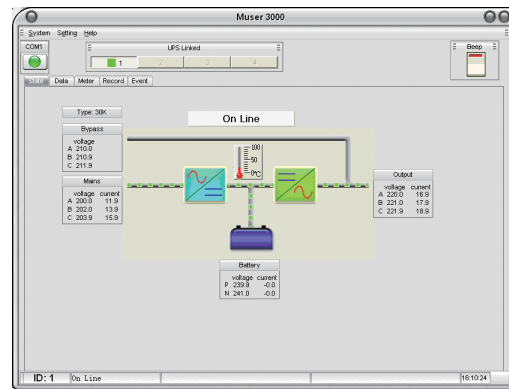 Muser 3000
System Setting Help
COM1
UPS Linked
1 2 3 4
Beep
State Data Meter Record Event
Type: 30K
On Line
Bypass
voltage
A 210.0
B 210.9
C 211.9
100
50
0℃
Mains
voltage current
A 200.0 11.9
B 202.0 13.9
C 203.9 15.9
Output
voltage current
A 220.0 16.9
B 221.0 17.9
C 221.9 18.9
Battery
voltage current
P 239.9 -0.0
N 241.0 -0.0
ID: 1 On Line 16:10:24